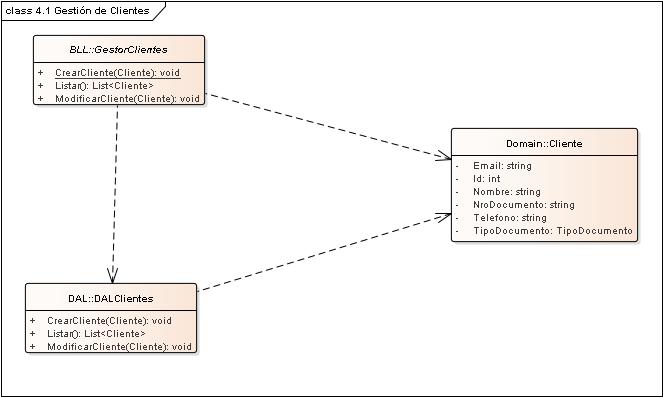 class 4.1 Gestión de Clientes
BLL::GestorClientes
+ CrearCliente(Cliente): void
+ Listar(): List<Cliente>
+ ModificarCliente(Cliente): void
Domain::Cliente
- Email: string
- Id: int
- Nombre: string
- NroDocumento: string
- Telefono: string
- TipoDocumento: TipoDocumento
DAL::DALClientes
+ CrearCliente(Cliente): void
+ Listar(): List<Cliente>
+ ModificarCliente(Cliente): void